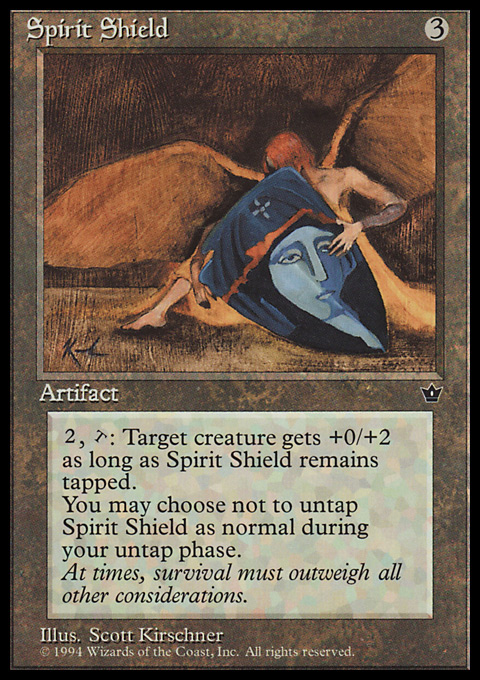 Spirit Shield 3
Artifact
2, T: Target creature gets +0/+2
as long as Spirit Shield remains
tapped.
You may choose not to untap
Spirit Shield as normal during
your untap phase.
At times, survival must outweigh all
other considerations.
Illus. Scott Kirschner
© 1994 Wizards of the Coast, Inc. All rights reserved.